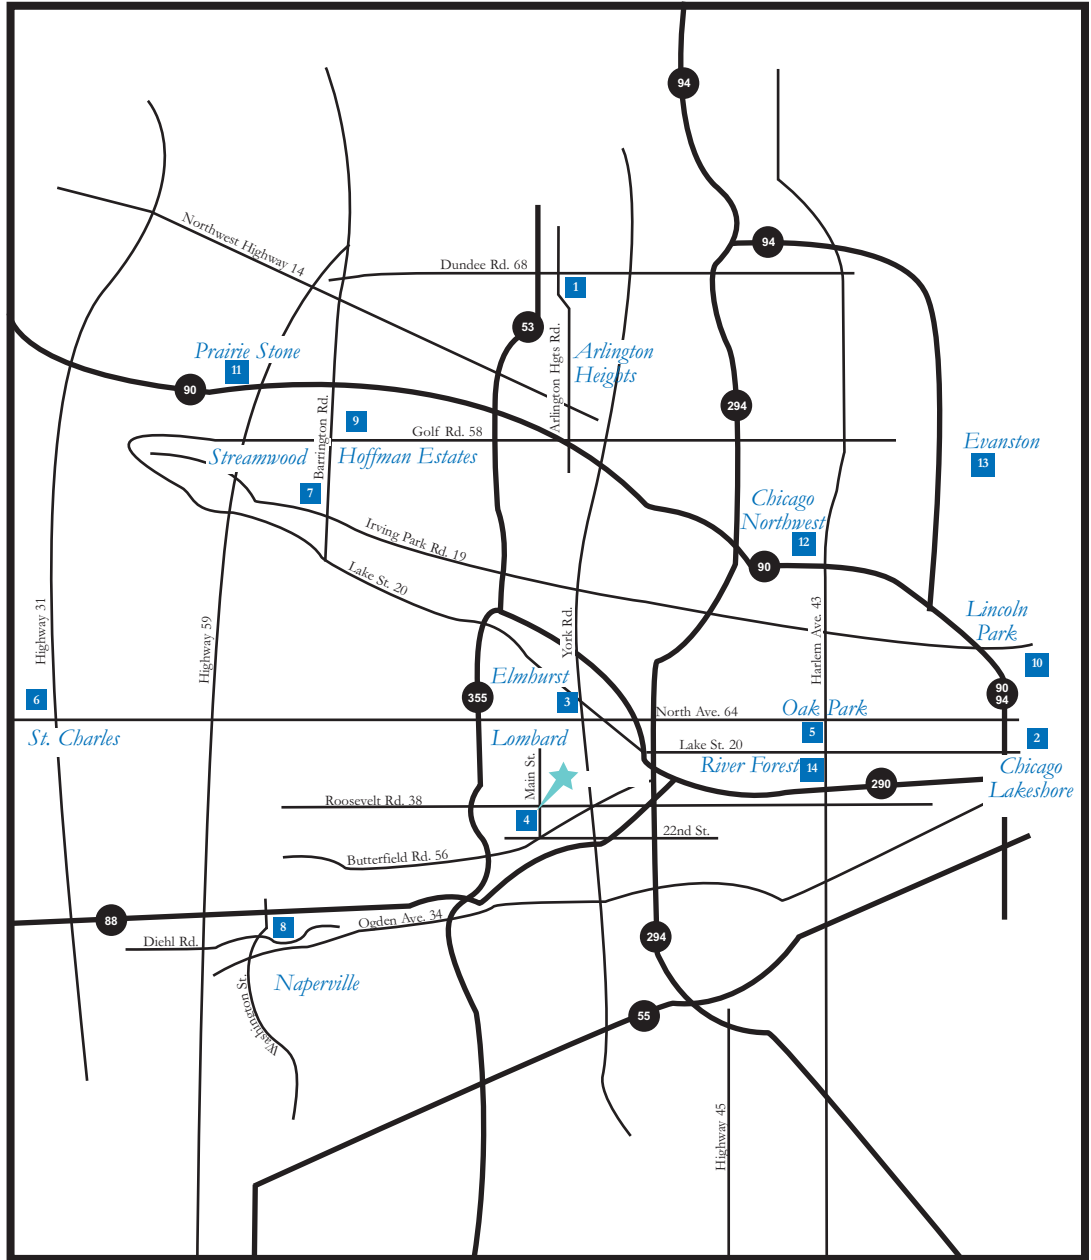 94
Northwest Highway 14
94
Dundee Rd. 68
1
53
Arlington Hgts Rd.
Prairie Stone
11
Arlington
Heights
90
294
9
Barrington Rd.
Golf Rd. 58
Streamwood
Hoffman Estates
Evanston
13
7
Chicago
Northwest
12
Irving Park Rd. 19
90
Lake St. 20
Highway 31
Highway 59
York Rd.
Harlem Ave. 43
Lincoln
Park
10
Elmhurst
3
6
355
90
94
North Ave. 64
Oak Park
5
2
St. Charles
Lombard
Lake St. 20
Main St.
River Forest
14
Chicago
Lakeshore
290
Roosevelt Rd. 38
4
22nd St.
Butterfield Rd. 56
88
8
Ogden Ave. 34
Diehl Rd.
294
Naperville
Washington St.
55
Highway 45